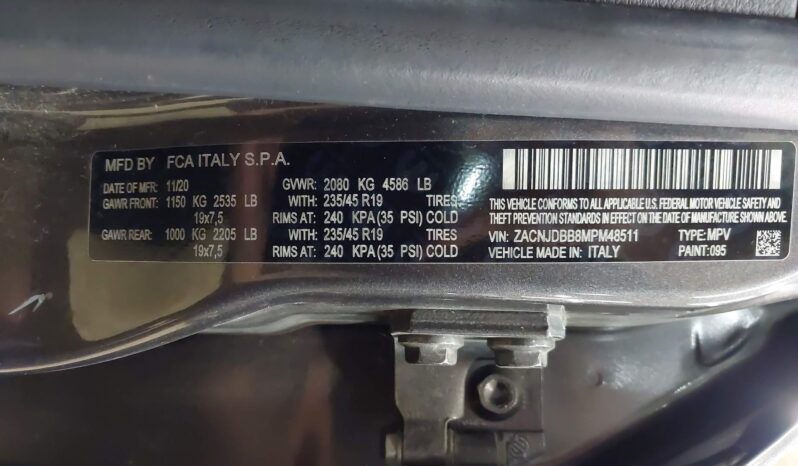 MFD BY FCA ITALY S.P.A.
DATE OF MFR: 11/20 GVWR: 2080 KG 4586 LB
GAWR FRONT: 1150 KG 2535 LB WITH: 235/45 R19 TIRES
19x7,5 RIMS AT: 240 KPA (35 PSI) COLD
GAWR REAR: 1000 KG 2205 LB WITH: 235/45 R19 TIRES
19x7,5 RIMS AT: 240 KPA (35 PSI) COLD
THIS VEHICLE CONFORMS TO ALL APPLICABLE U.S. FEDERAL MOTOR VEHICLE SAFETY AND
THEFT PREVENTION STANDARDS IN EFFECT ON THE DATE OF MANUFACTURE SHOWN ABOVE.
VIN: ZACNJDBB8MPM48511 TYPE: MPV
VEHICLE MADE IN: ITALY PAINT: 095